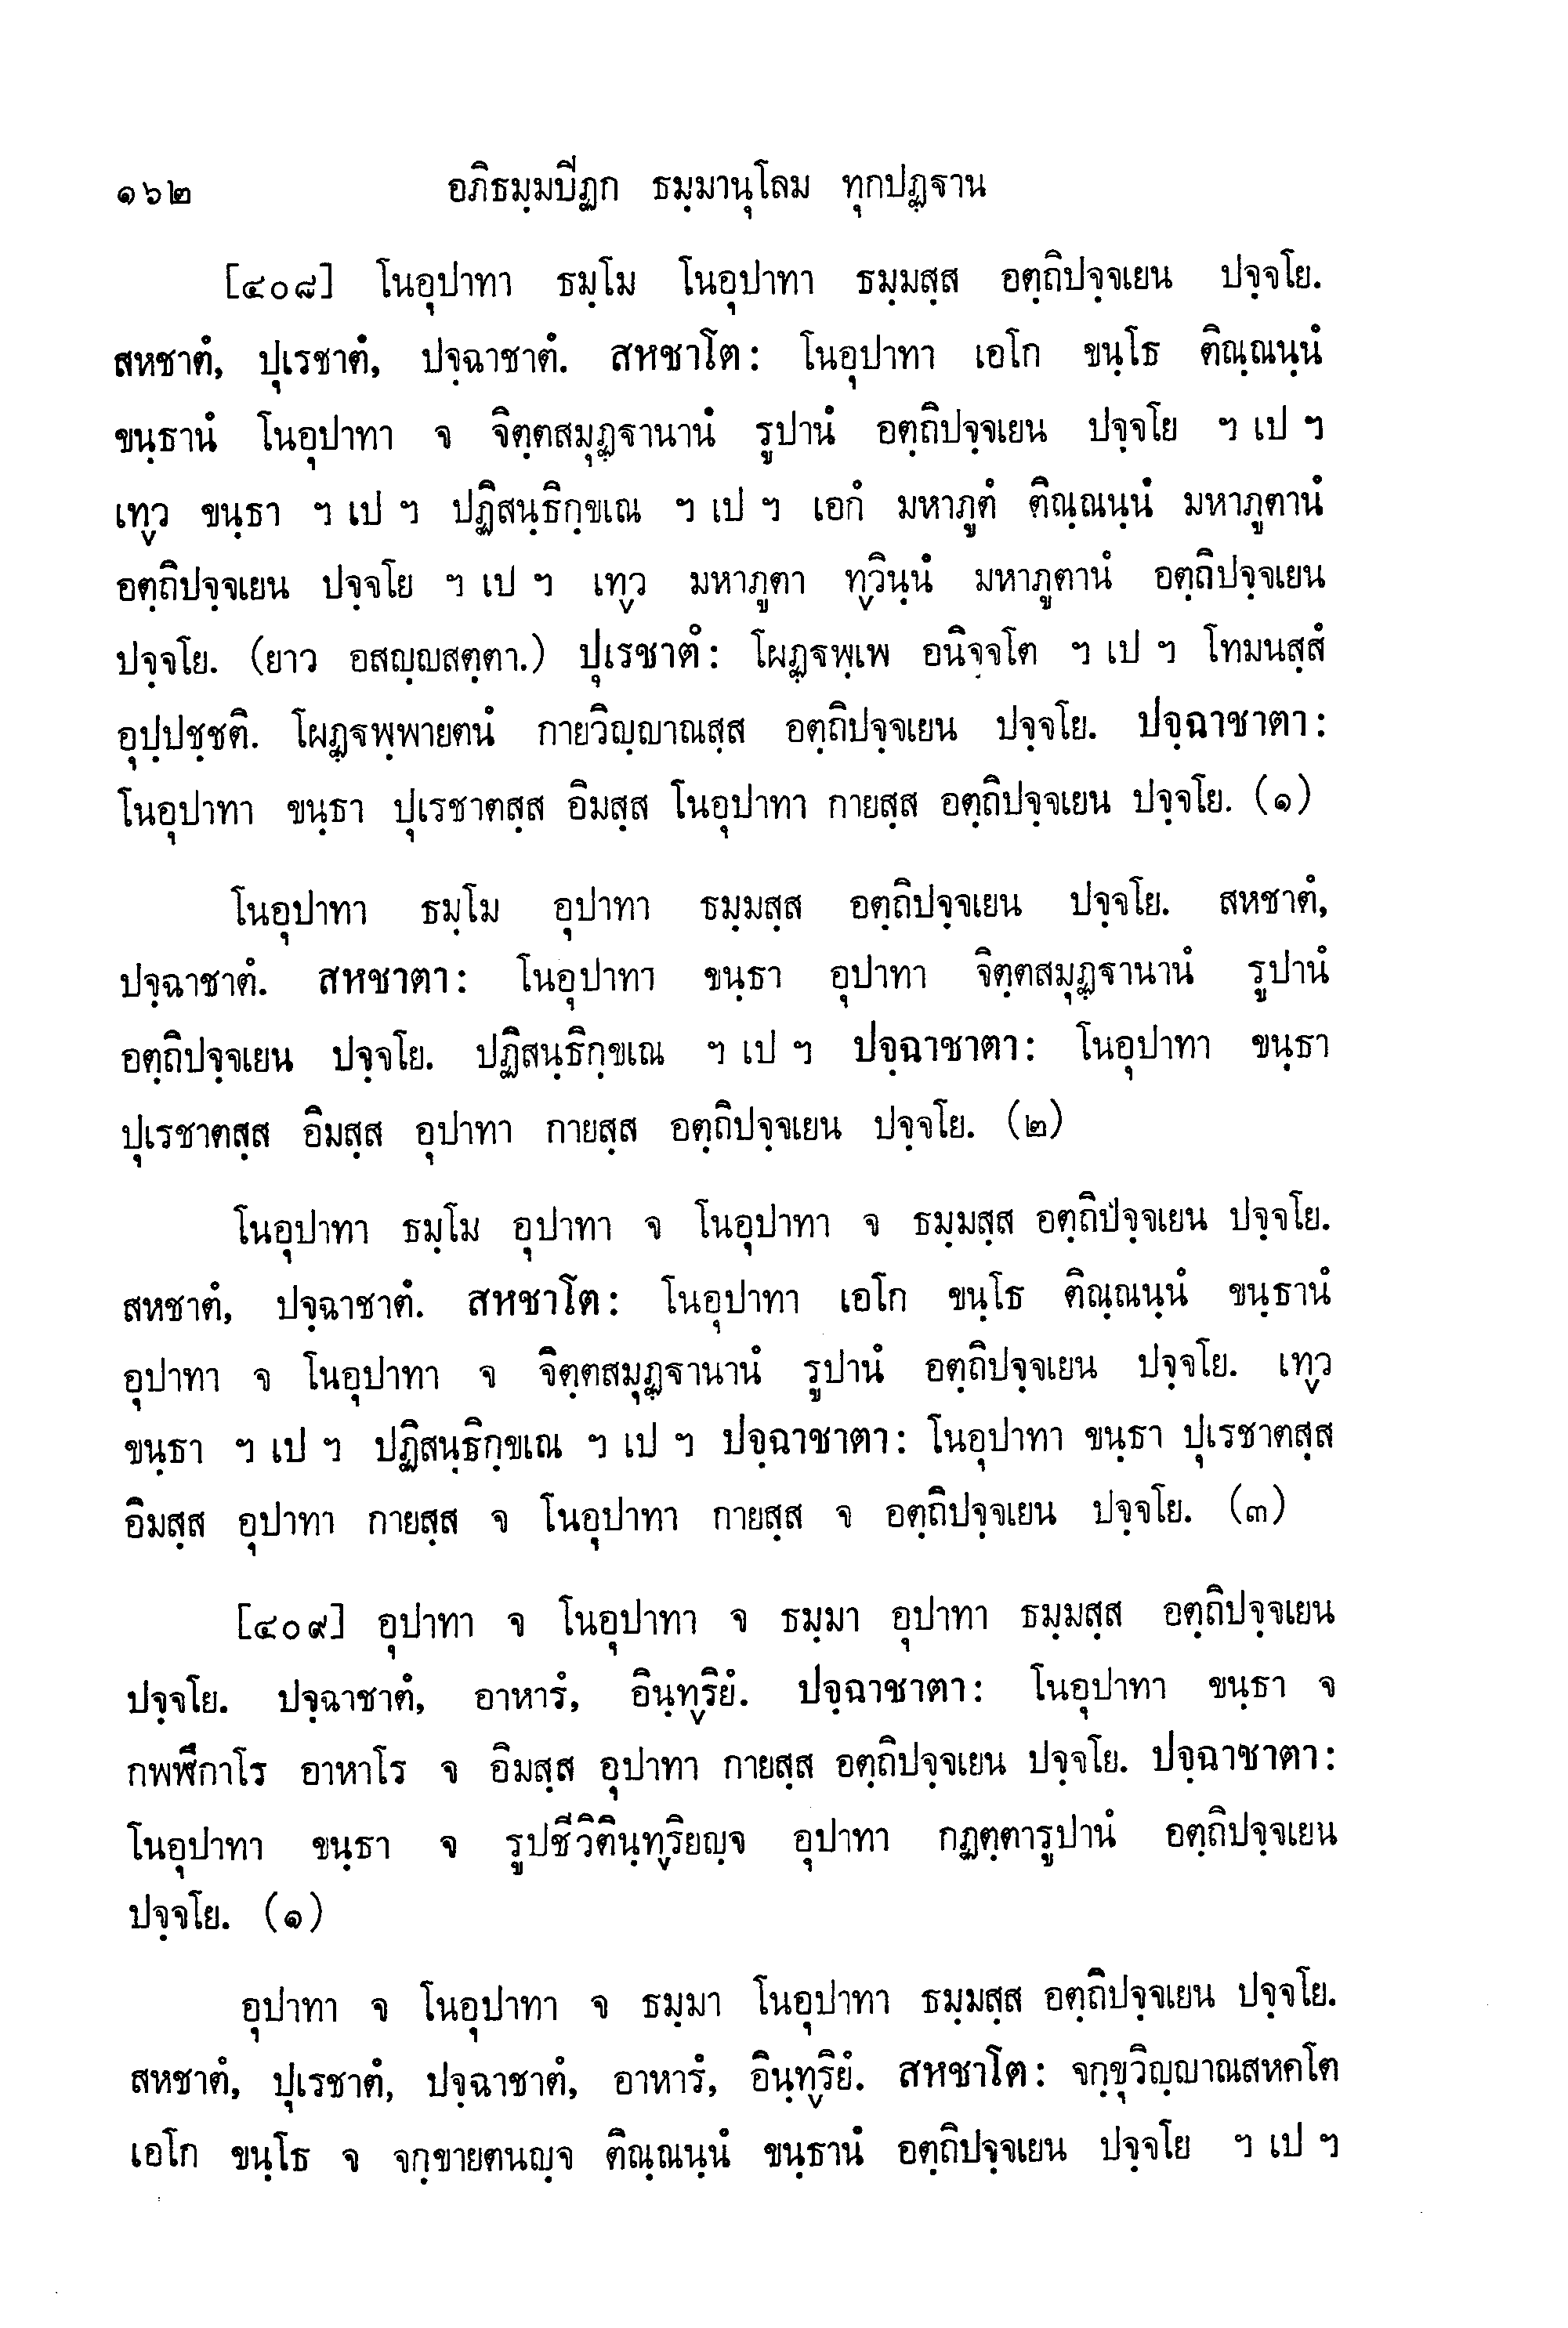 ๑๖๒ อภิธมฺมปีฏก ธมฺมานุโลม ทุกปฏฺฐาน
[๔๐๘] โนอุปาทา ธมฺโม โนอุปาทา ธมฺมสฺส อตฺถิปจฺจเยน ปจฺจโย.
สหชาตํ, ปุเรชาตํ, ปจฺฉาชาตํ. สหชาโต: โนอุปาทา เอโก ขนฺโธ ติณฺณนฺนํ
ขนฺธานํ โนอุปาทา จ จิตฺตสมุฏฺฐานานํ รูปานํ อตฺถิปจฺจเยน ปจฺจโย ฯ เป ฯ
เทฺว ขนฺธา ฯ เป ฯ ปฏิสนฺธิกฺขเณ ฯ เป ฯ เอกํ มหาภูตํ ติณฺณนฺนํ มหาภูตานํ
อตฺถิปจฺจเยน ปจฺจโย ฯ เป ฯ เทฺว มหาภูตา ทฺวินฺนํ มหาภูตานํ อตฺถิปจฺจเยน
ปจฺจโย. (ยาว อสญฺญสตฺตา.) ปุเรชาตํ: โผฏฺฐพฺเพ อนิจฺจโต ฯ เป ฯ โทมนสฺสํ
อุปฺปชฺชติ. โผฏฺฐพฺพายตนํ กายวิญฺญาณสฺส อตฺถิปจฺจเยน ปจฺจโย. ปจฺฉาชาตา:
โนอุปาทา ขนฺธา ปุเรชาตสฺส อิมสฺส โนอุปาทา กายสฺส อตฺถิปจฺจเยน ปจฺจโย. (๑)
โนอุปาทา ธมฺโม อุปาทา ธมฺมสฺส อตฺถิปจฺจเยน ปจฺจโย. สหชาตํ,
ปจฺฉาชาตํ. สหชาตา: โนอุปาทา ขนฺธา อุปาทา จิตฺตสมุฏฺฐานานํ รูปานํ
อตฺถิปจฺจเยน ปจฺจโย. ปฏิสนฺธิกฺขเณ ฯ เป ฯ ปจฺฉาชาตา: โนอุปาทา ขนฺธา
ปุเรชาตสฺส อิมสฺส อุปาทา กายสฺส อตฺถิปจฺจเยน ปจฺจโย. (๒)
โนอุปาทา ธมฺโม อุปาทา จ โนอุปาทา จ ธมฺมสฺส อตฺถิปจฺจเยน ปจฺจโย.
สหชาตํ, ปจฺฉาชาตํ. สหชาโต: โนอุปาทา เอโก ขนฺโธ ติณฺณนฺนํ ขนฺธานํ
อุปาทา จ โนอุปาทา จ จิตฺตสมุฏฺฐานานํ รูปานํ อตฺถิปจฺจเยน ปจฺจโย. เทฺว
ขนฺธา ฯ เป ฯ ปฏิสนฺธิกฺขเณ ฯ เป ฯ ปจฺฉาชาตา: โนอุปาทา ขนฺธา ปุเรชาตสฺส
อิมสฺส อุปาทา กายสฺส จ โนอุปาทา กายสฺส จ อตฺถิปจฺจเยน ปจฺจโย. (๓)
[๔๐๙] อุปาทา จ โนอุปาทา จ ธมฺมา อุปาทา ธมฺมสฺส อตฺถิปจฺจเยน
ปจฺจโย. ปจฺฉาชาตํ, อาหารํ, อินฺทฺริยํ. ปจฺฉาชาตา: โนอุปาทา ขนฺธา จ
กพฬีกาโร อาหาโร จ อิมสฺส อุปาทา กายสฺส อตฺถิปจฺจเยน ปจฺจโย. ปจฺฉาชาตา:
โนอุปาทา ขนฺธา จ รูปชีวิตินฺทฺริยญฺจ อุปาทา กฏตฺตารูปานํ อตฺถิปจฺจเยน
ปจฺจโย. (๑)
อุปาทา จ โนอุปาทา จ ธมฺมา โนอุปาทา ธมฺมสฺส อตฺถิปจฺจเยน ปจฺจโย.
สหชาตํ, ปุเรชาตํ, ปจฺฉาชาตํ, อาหารํ, อินฺทฺริยํ. สหชาโต: จกฺขุวิญฺญาณสหคโต
เอโก ขนฺโธ จ จกฺขายตนญฺจ ติณฺณนฺนํ ขนฺธานํ อตฺถิปจฺจเยน ปจฺจโย ฯ เป ฯ